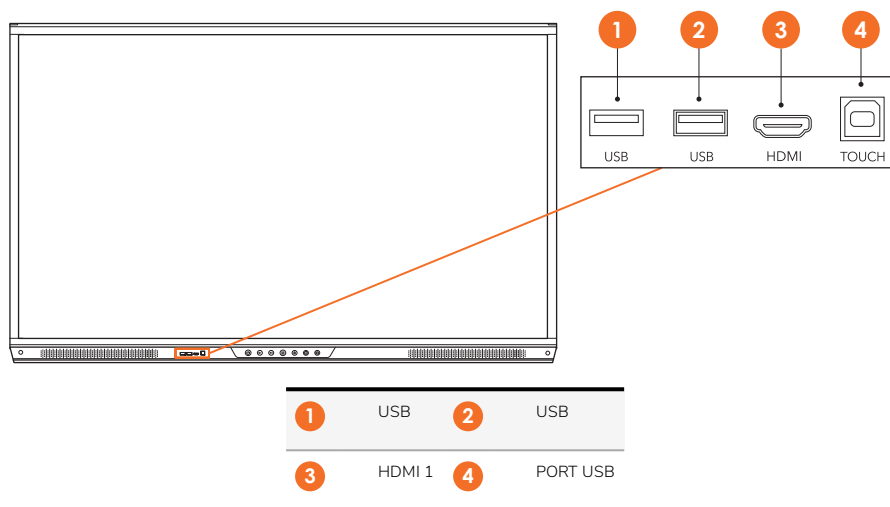 1 2 3 4
USB USB HDMI TOUCH
1 USB 2 USB
3 HDMI 1 4 PORT USB